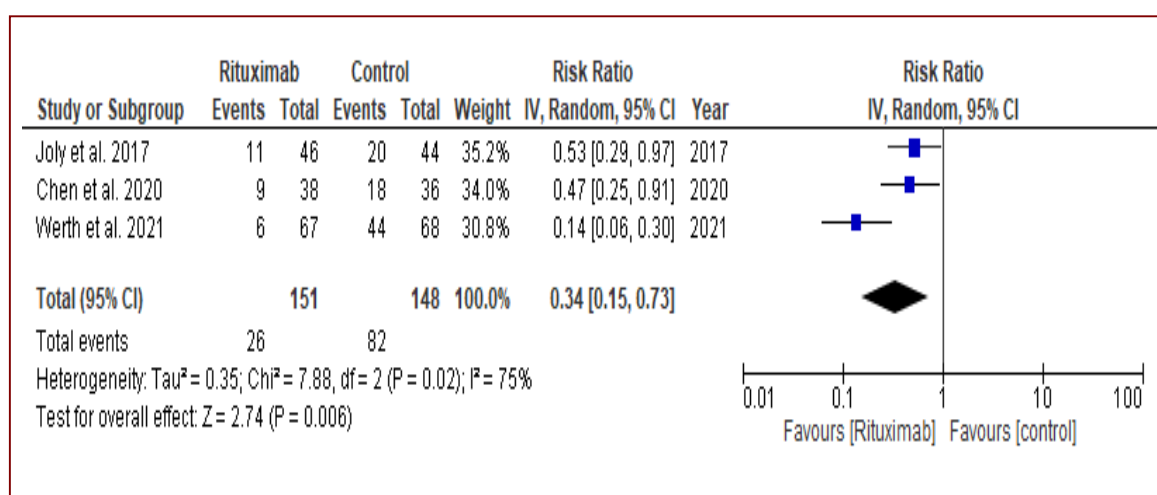 Rituximab Control Risk Ratio Risk Ratio
Study or Subgroup Events Total Events Total Weight IV, Random, 95% CI Year IV, Random, 95% CI
Joly et al. 2017 11 46 20 44 35.2% 0.53 [0.29, 0.97] 2017
Chen et al. 2020 9 38 18 36 34.0% 0.47 [0.25, 0.91] 2020
Werth et al. 2021 6 67 44 68 30.8% 0.14 [0.06, 0.30] 2021
Total (95% CI) 151 148 100.0% 0.34 [0.15, 0.73]
Total events 26 82
Heterogeneity: Tau² = 0.35; Chi² = 7.88, df = 2 (P = 0.02); I² = 75%
Test for overall effect: Z = 2.74 (P = 0.006)
0.01 0.1 1 10 100
Favours [Rituximab] Favours [control]